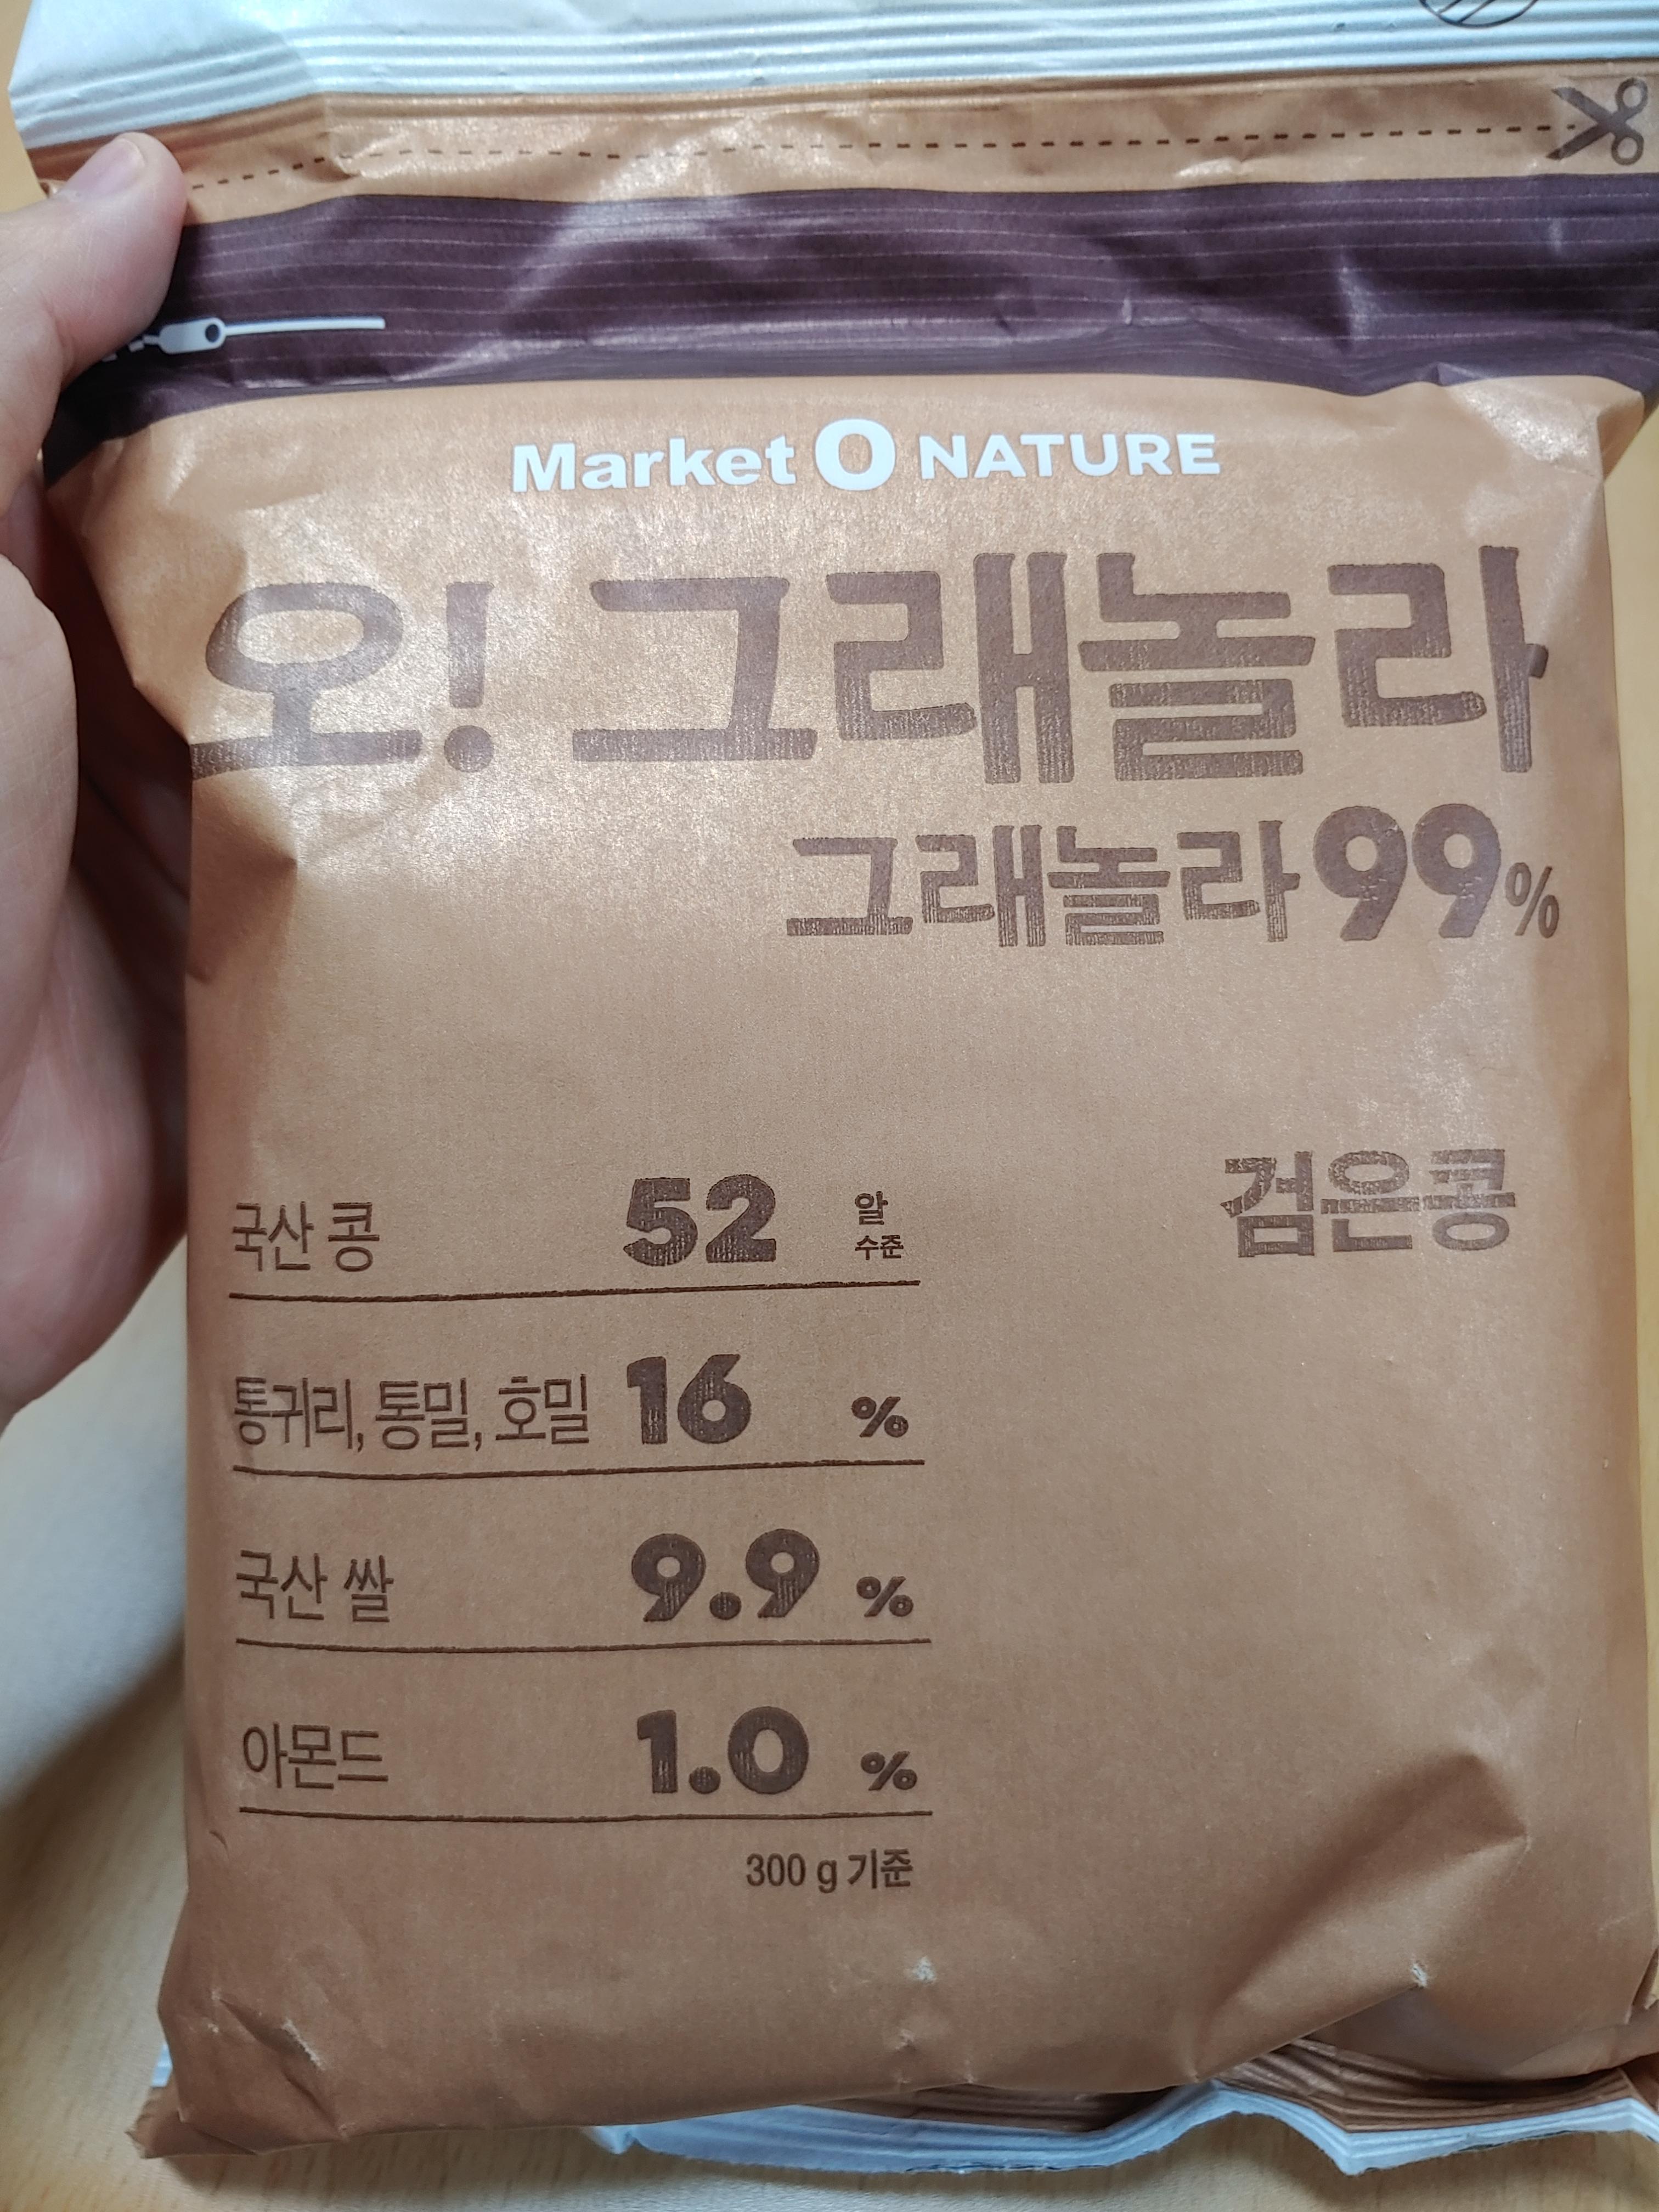 Market O NATURE
오! 그래놀라
그래놀라 99%
검은콩
국산 콩 52 알 수준
통귀리, 통밀, 호밀 16 %
국산 쌀 9.9 %
아몬드 1.0 %
300 g 기준